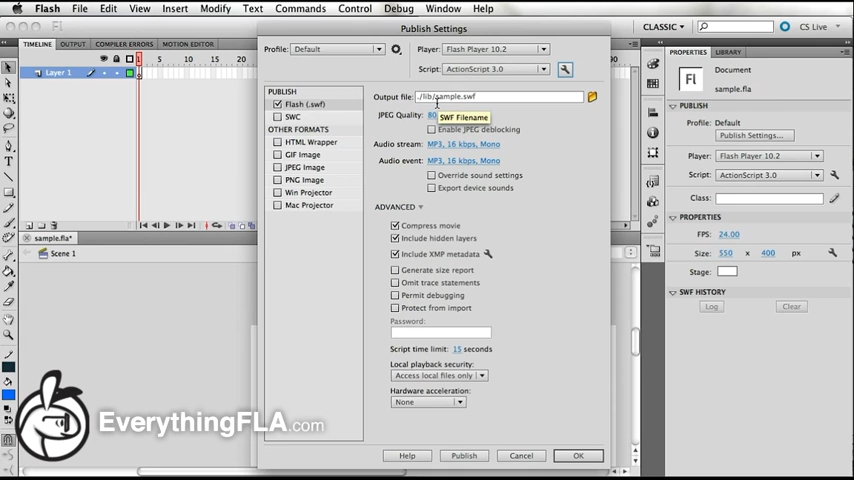 Flash File Edit View Insert Modify Text Commands Control Debug Window
CLASSIC CS Live
Publish Settings
TIMELINE OUTPUT COMPILER ERRORS MOTION EDITOR
PROPERTIES LIBRARY
Profile: Default Player: Flash Player 10.2
Script: ActionScript 3.0
1 5 10 15 20 90
Layer 1
Fl Document
sample.fla
PUBLISH
Flash (.swf)
SWC
OTHER FORMATS
HTML Wrapper
GIF Image
JPEG Image
PNG Image
Win Projector
Mac Projector
Output file: ./lib/sample.swf
SWF Filename
JPEG Quality: 80
Enable JPEG deblocking
Audio stream: MP3, 16 kbps, Mono
Audio event: MP3, 16 kbps, Mono
Override sound settings
Export device sounds
ADVANCED
Compress movie
Include hidden layers
Include XMP metadata
Generate size report
Omit trace statements
Permit debugging
Protect from import
Password:
Script time limit: 15 seconds
Local playback security:
Access local files only
Hardware acceleration:
None
Help Publish Cancel OK
PUBLISH
Profile: Default
Publish Settings...
Player: Flash Player 10.2
Script: ActionScript 3.0
Class:
PROPERTIES
FPS: 24.00
Size: 550 x 400 px
Stage:
SWF HISTORY
Log Clear
sample.fla*
Scene 1
EverythingFLA.com